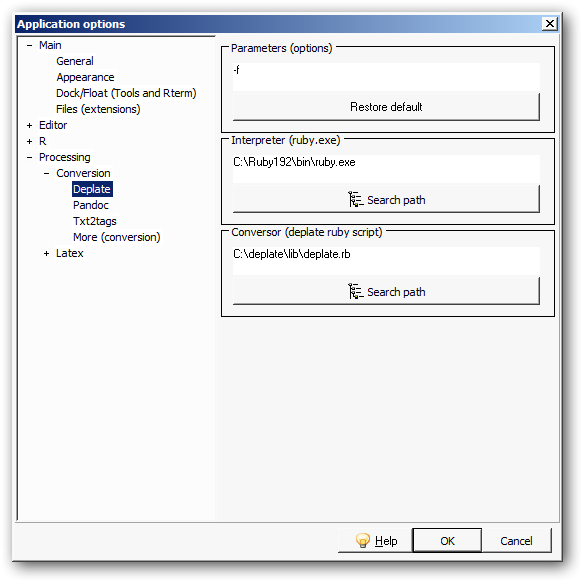 Application options
− Main
General
Appearance
Dock/Float (Tools and Rterm)
Files (extensions)
+ Editor
+ R
− Processing
− Conversion
Deplate
Pandoc
Txt2tags
More (conversion)
+ Latex
Parameters (options)
-f
Restore default
Interpreter (ruby.exe)
C:\Ruby192\bin\ruby.exe
Search path
Conversor (deplate ruby script)
C:\deplate\lib\deplate.rb
Search path
Help OK Cancel